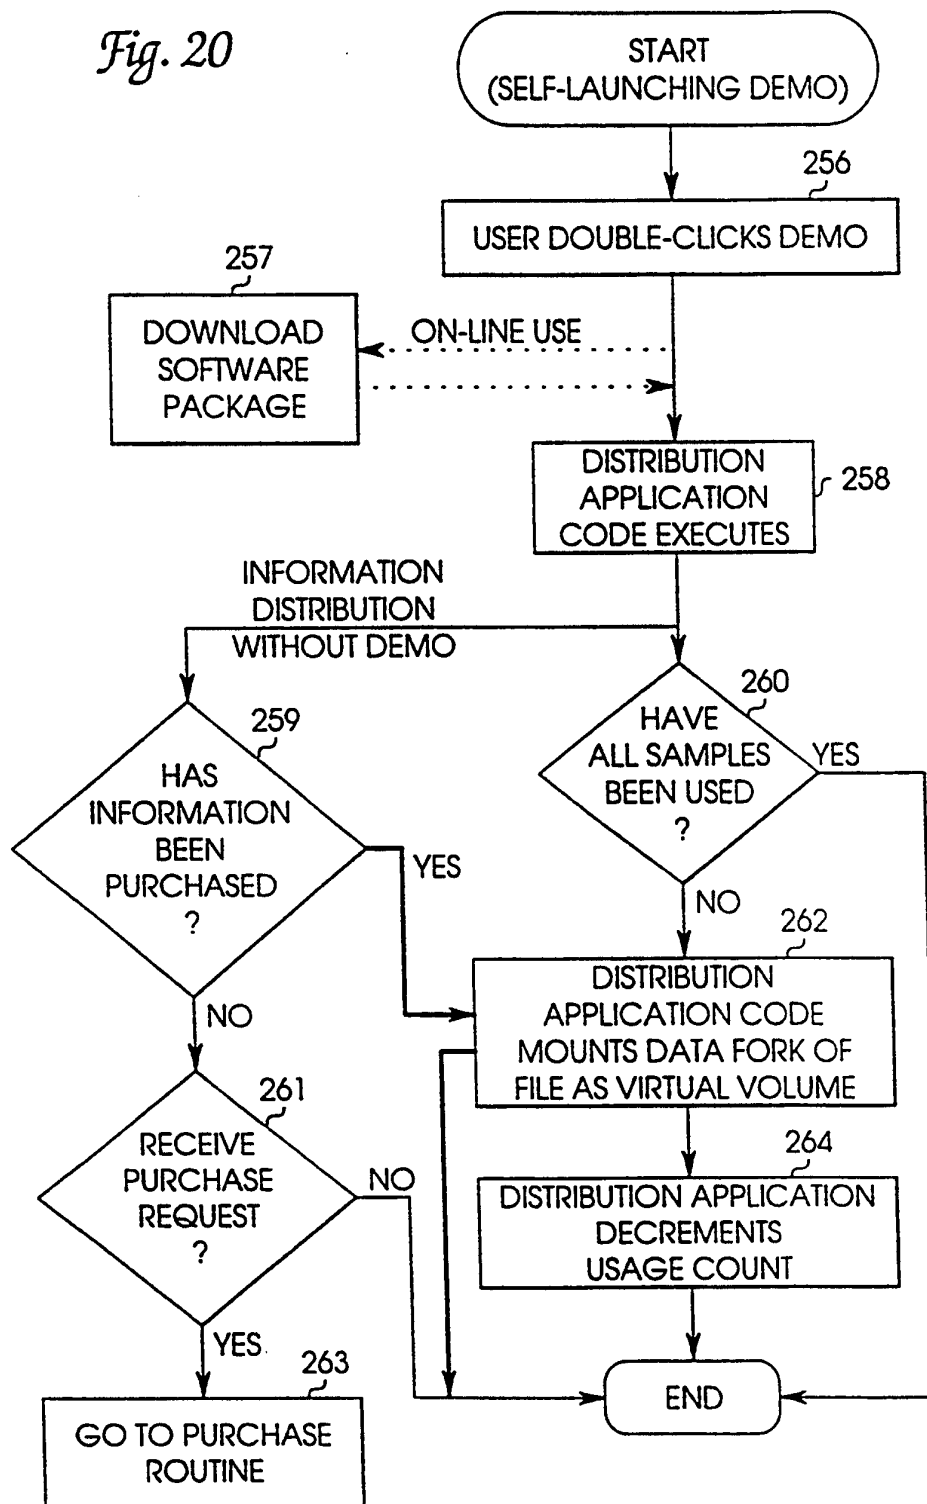 Fig. 20
START
(SELF-LAUNCHING DEMO)
256
USER DOUBLE-CLICKS DEMO
257
DOWNLOAD
SOFTWARE
PACKAGE
ON-LINE USE
DISTRIBUTION
APPLICATION
CODE EXECUTES
258
INFORMATION
DISTRIBUTION
WITHOUT DEMO
259
HAS
INFORMATION
BEEN
PURCHASED
?
YES
NO
260
HAVE
ALL SAMPLES
BEEN USED
?
YES
NO
262
DISTRIBUTION
APPLICATION CODE
MOUNTS DATA FORK OF
FILE AS VIRTUAL VOLUME
261
RECEIVE
PURCHASE
REQUEST
?
NO
YES
264
DISTRIBUTION APPLICATION
DECREMENTS
USAGE COUNT
263
GO TO PURCHASE
ROUTINE
END